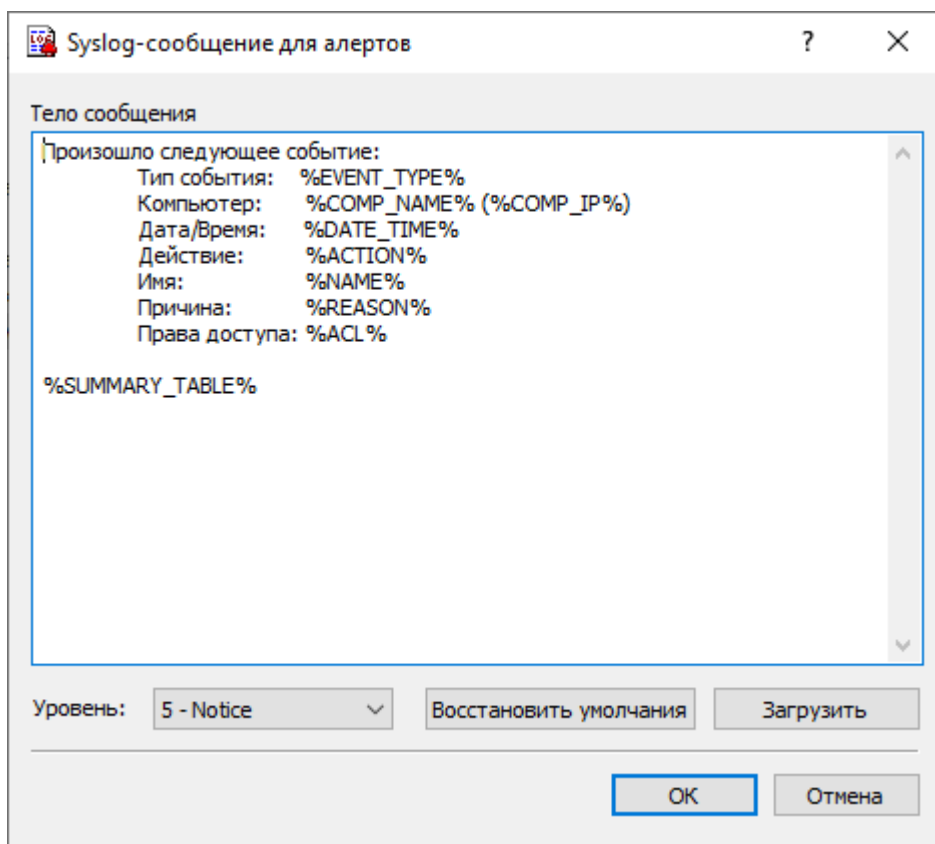 Syslog-сообщение для алертов
Тело сообщения
Произошло следующее событие:
Тип события: %EVENT_TYPE%
Компьютер: %COMP_NAME% (%COMP_IP%)
Дата/Время: %DATE_TIME%
Действие: %ACTION%
Имя: %NAME%
Причина: %REASON%
Права доступа: %ACL%
%SUMMARY_TABLE%
Уровень: 5 - Notice Восстановить умолчания Загрузить
ОК Отмена